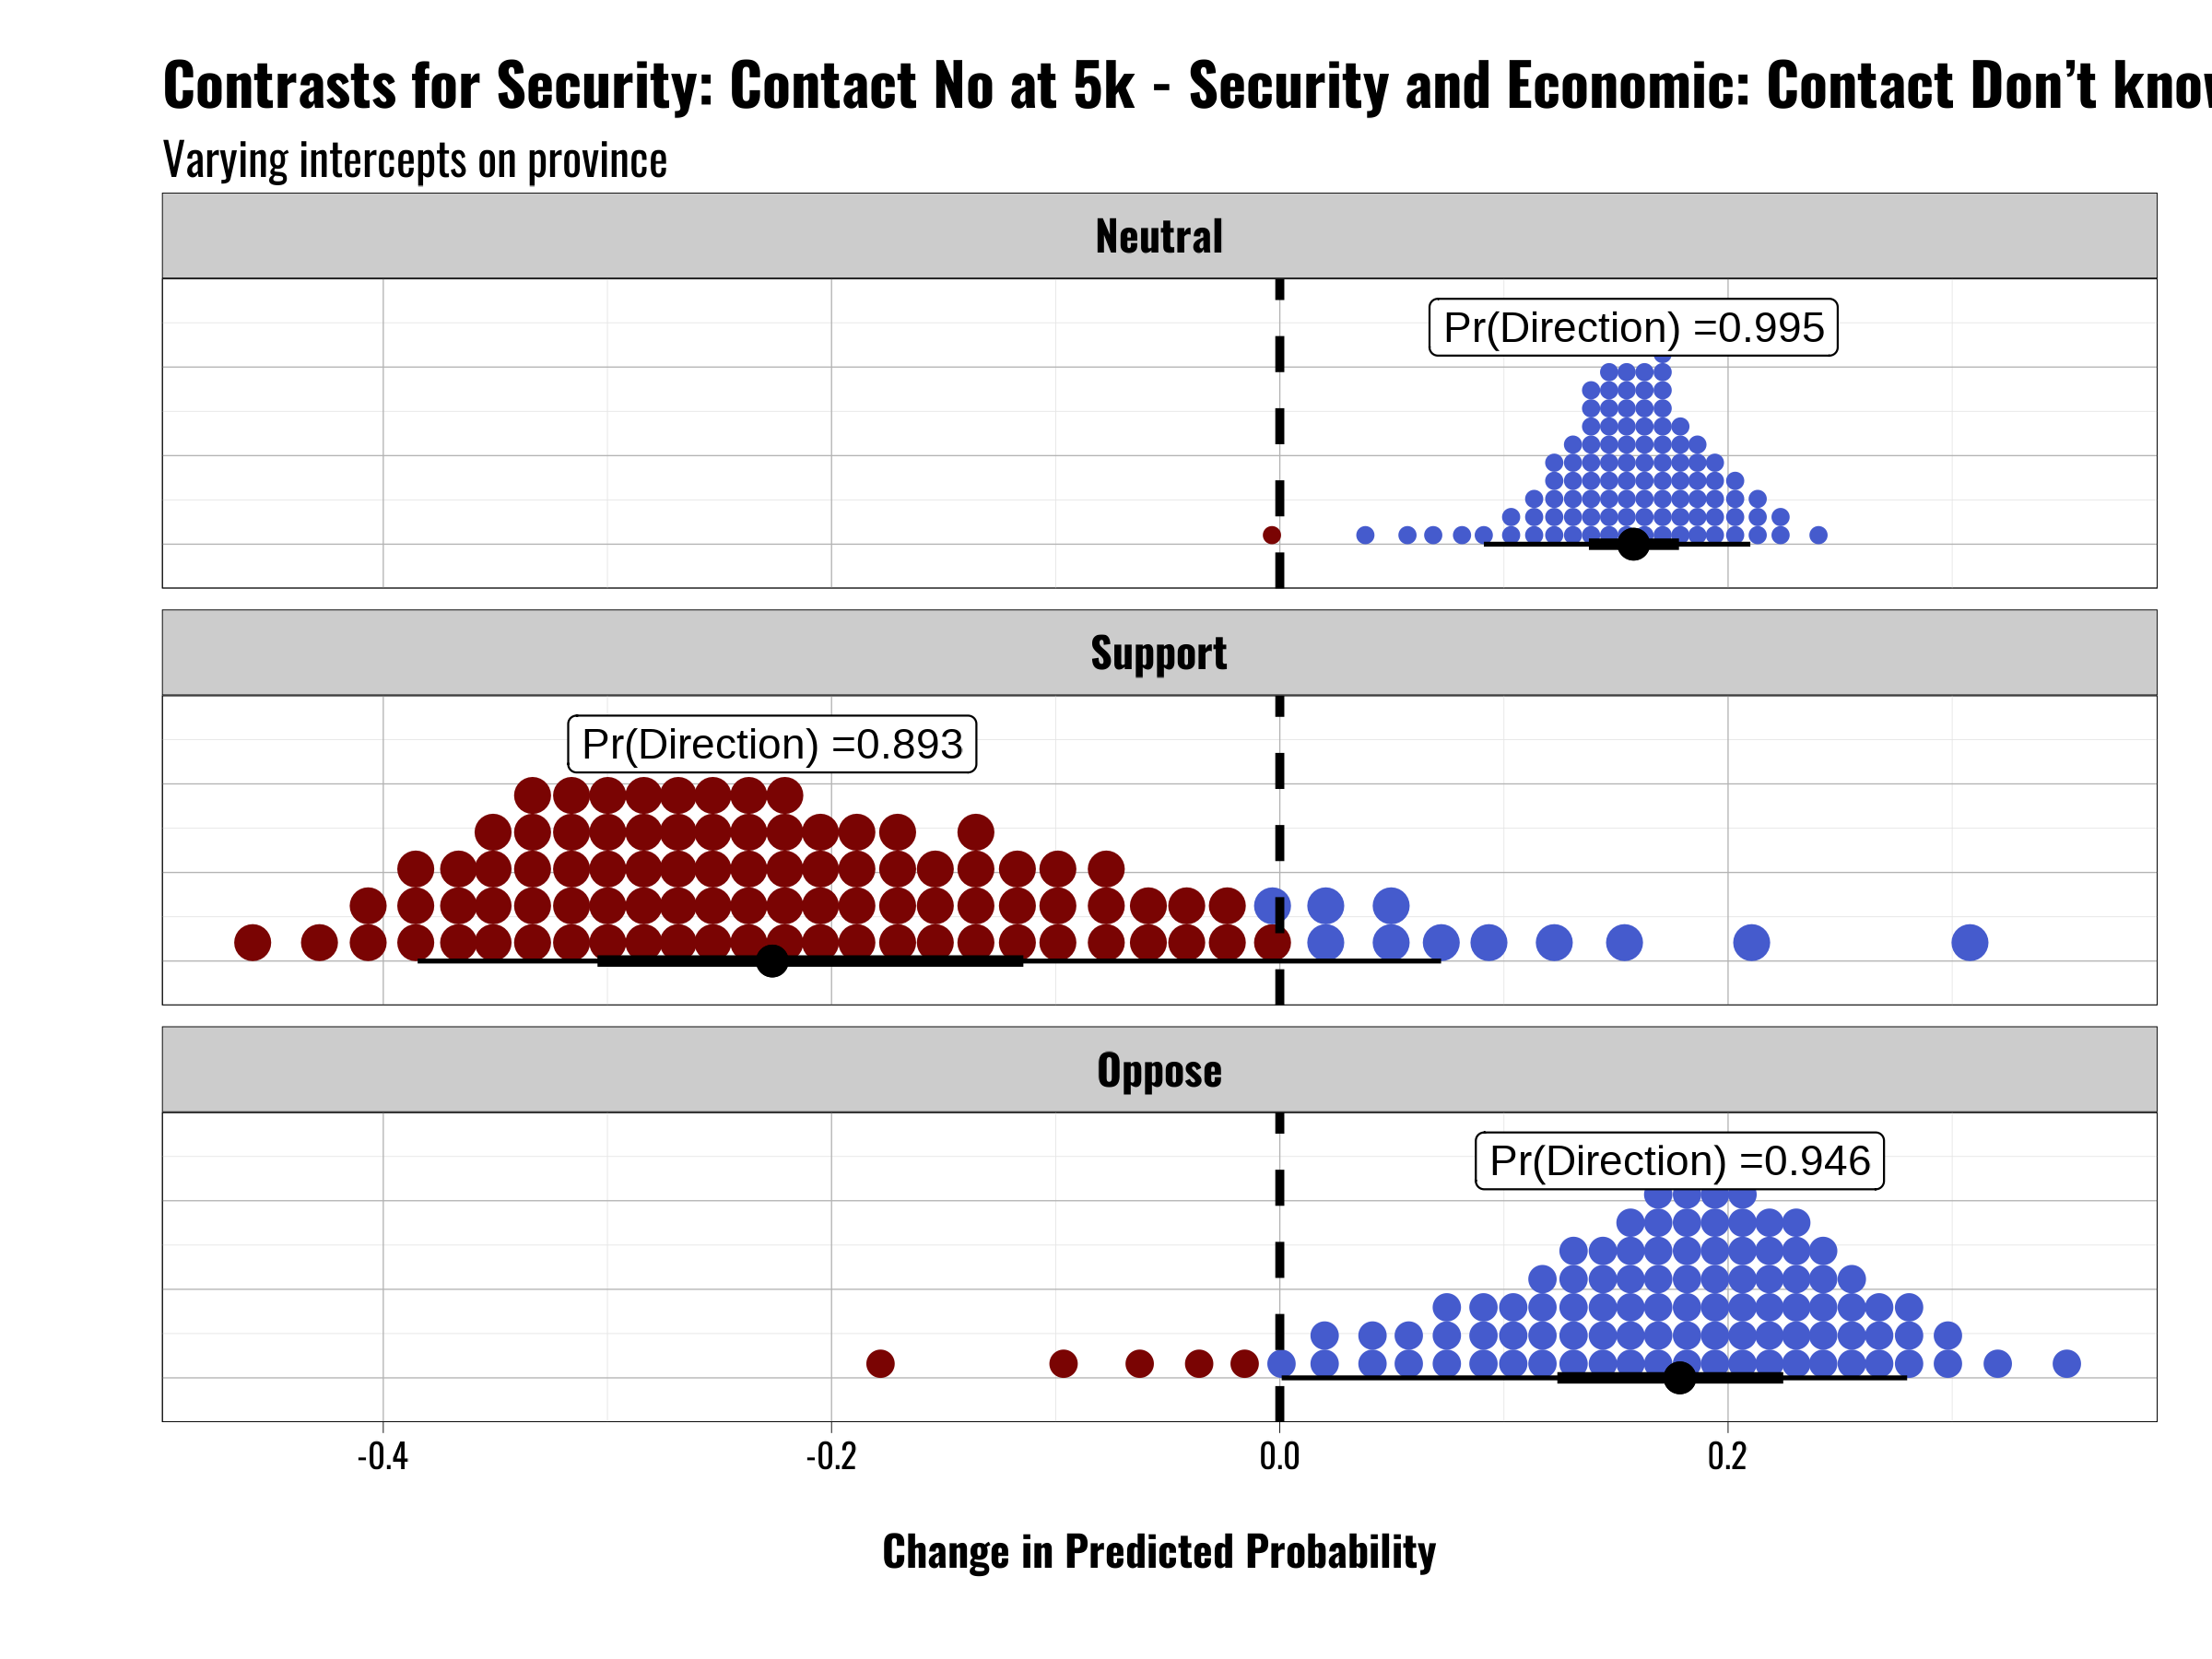 Contrasts for Security: Contact No at 5k - Security and Economic: Contact Don’t
Varying intercepts on province
Neutral
Pr(Direction) =0.995
Support
Pr(Direction) =0.893
Oppose
Pr(Direction) =0.946
-0.4 -0.2 0.0 0.2
Change in Predicted Probability